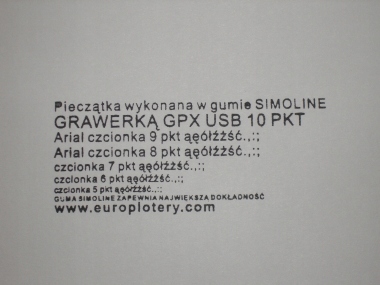 Pieczątka wykonana w gumie SIMOLINE
GRAWERKĄ GPX USB 10 PKT
Arial czcionka 9 pkt ąęółżźść.,:;
Arial czcionka 8 pkt ąęółżźść.,:;
czcionka 7 pkt ąęółżźść.,:;
czcionka 6 pkt ąęółżźść.,:;
czcionka 5 pkt ąęółżźść.,:;
GUMA SIMOLINE ZAPEWNIA NAJWIĘKSZA DOKŁADNOŚĆ
www.europlotery.com